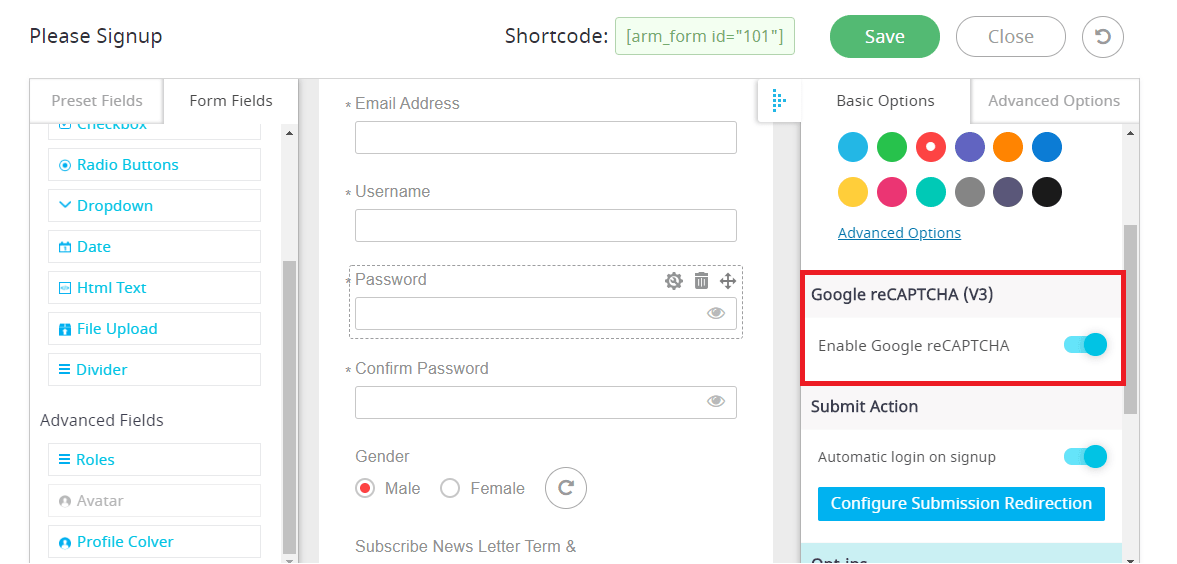 Please Signup
Shortcode: [arm_form id="101"]
Save
Close
Preset Fields
Form Fields
Checkbox
Radio Buttons
Dropdown
Date
Html Text
File Upload
Divider
Advanced Fields
Roles
Avatar
Profile Colver
* Email Address
* Username
* Password
* Confirm Password
Gender
Male
Female
Subscribe News Letter Term &
Basic Options
Advanced Options
Advanced Options
Google reCAPTCHA (V3)
Enable Google reCAPTCHA
Submit Action
Automatic login on signup
Configure Submission Redirection
Opt-ins